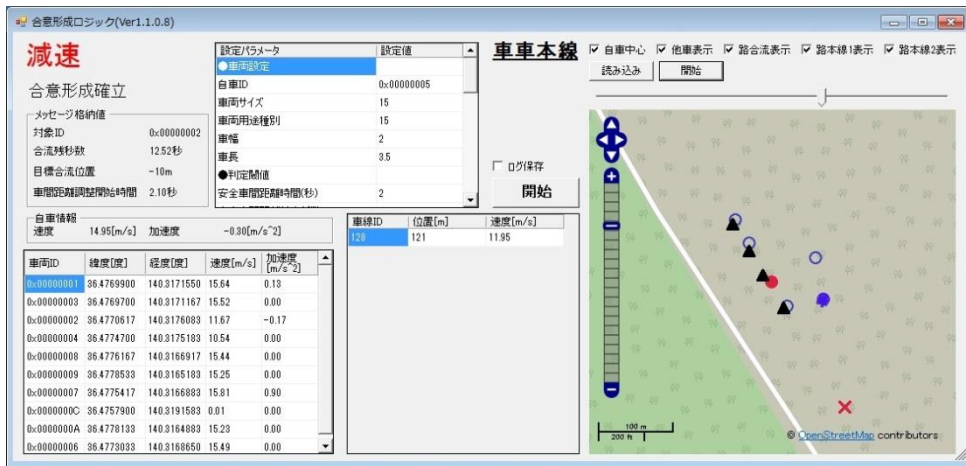 合意形成ロジック(Ver1.1.0.8)
減速
合意形成確立
メッセージ格納値
対象ID 0x00000002
合流残秒数 12.52秒
目標合流位置 -10m
車間距離調整開始時間 2.10秒
設定パラメータ 設定値
●車両設定
自車ID 0x00000005
車両サイズ 15
車両用途種別 15
車幅 2
車長 3.5
●判定閾値
安全車間距離時間(秒) 2
車車本線
ログ保存
開始
自車情報
速度 14.95[m/s] 加速度 -0.30[m/s^2]
車両ID 緯度[度] 経度[度] 速度[m/s] 加速度[m/s^2]
0x00000001 36.4769900 140.3171550 15.64 0.13
0x00000003 36.4769700 140.3171167 15.52 0.00
0x00000002 36.4770617 140.3176083 11.67 -0.17
0x00000004 36.4774700 140.3175183 10.54 0.00
0x00000008 36.4776167 140.3166917 15.44 0.00
0x00000009 36.4778533 140.3165183 15.25 0.00
0x00000007 36.4775417 140.3166883 15.81 0.90
0x0000000C 36.4757900 140.3191583 0.01 0.00
0x0000000A 36.4778133 140.3164883 15.23 0.00
0x00000006 36.4773033 140.3168650 15.49 0.00
車線ID 位置[m] 速度[m/s]
128 121 11.95
自車中心 他車表示 路合流表示 路本線1表示 路本線2表示
読み込み 開始
100 m
200 ft
© OpenStreetMap contributors